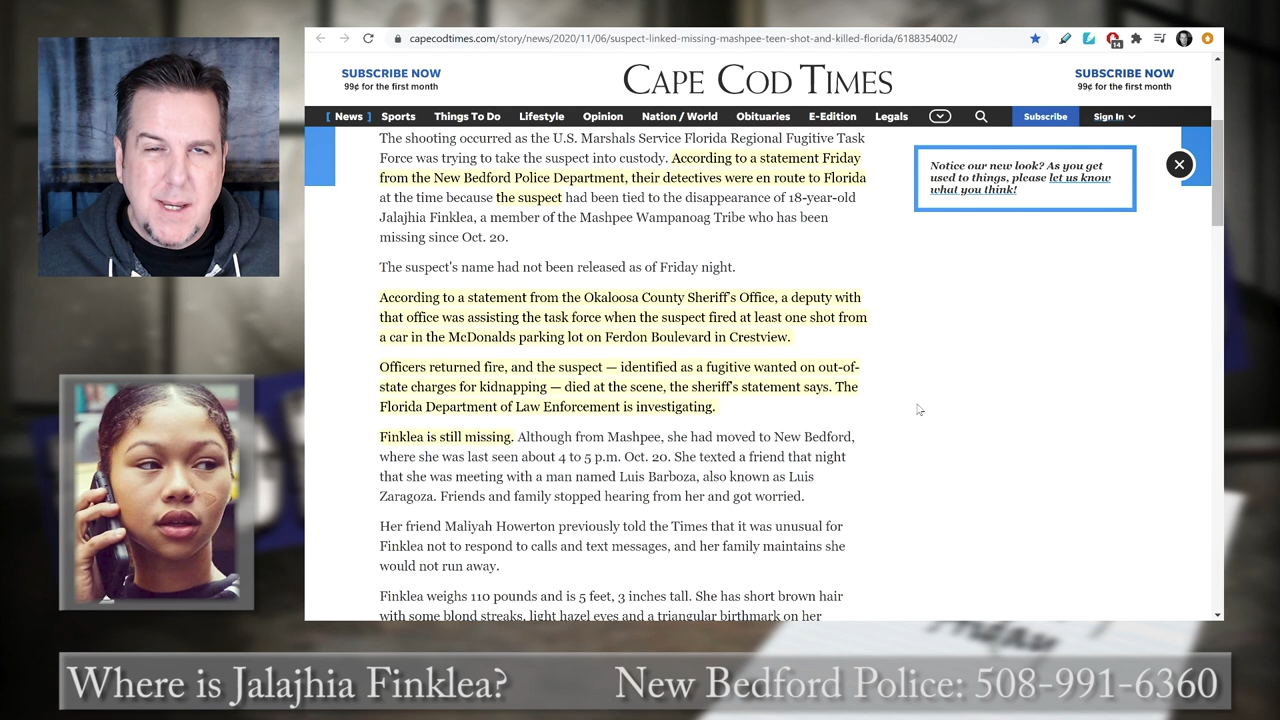 capecodtimes.com/story/news/2020/11/06/suspect-linked-missing-mashpee-teen-shot-and-killed-florida/6188354002/
14
SUBSCRIBE NOW
99¢ for the first month
CAPE COD TIMES
SUBSCRIBE NOW
99¢ for the first month
[ News ] Sports Things To Do Lifestyle Opinion Nation / World Obituaries E-Edition Legals Subscribe Sign In
The shooting occurred as the U.S. Marshals Service Florida Regional Fugitive Task
Force was trying to take the suspect into custody. According to a statement Friday
from the New Bedford Police Department, their detectives were en route to Florida
at the time because the suspect had been tied to the disappearance of 18-year-old
Jalajhia Finklea, a member of the Mashpee Wampanoag Tribe who has been
missing since Oct. 20.
The suspect's name had not been released as of Friday night.
According to a statement from the Okaloosa County Sheriff's Office, a deputy with
that office was assisting the task force when the suspect fired at least one shot from
a car in the McDonalds parking lot on Ferdon Boulevard in Crestview.
Officers returned fire, and the suspect — identified as a fugitive wanted on out-of-
state charges for kidnapping — died at the scene, the sheriff's statement says. The
Florida Department of Law Enforcement is investigating.
Finklea is still missing. Although from Mashpee, she had moved to New Bedford,
where she was last seen about 4 to 5 p.m. Oct. 20. She texted a friend that night
that she was meeting with a man named Luis Barboza, also known as Luis
Zaragoza. Friends and family stopped hearing from her and got worried.
Her friend Maliyah Howerton previously told the Times that it was unusual for
Finklea not to respond to calls and text messages, and her family maintains she
would not run away.
Finklea weighs 110 pounds and is 5 feet, 3 inches tall. She has short brown hair
with some blond streaks, light hazel eyes and a triangular birthmark on her
Notice our new look? As you get
used to things, please let us know
what you think!
Friday
Where is Jalajhia Finklea? New Bedford Police: 508-991-6360